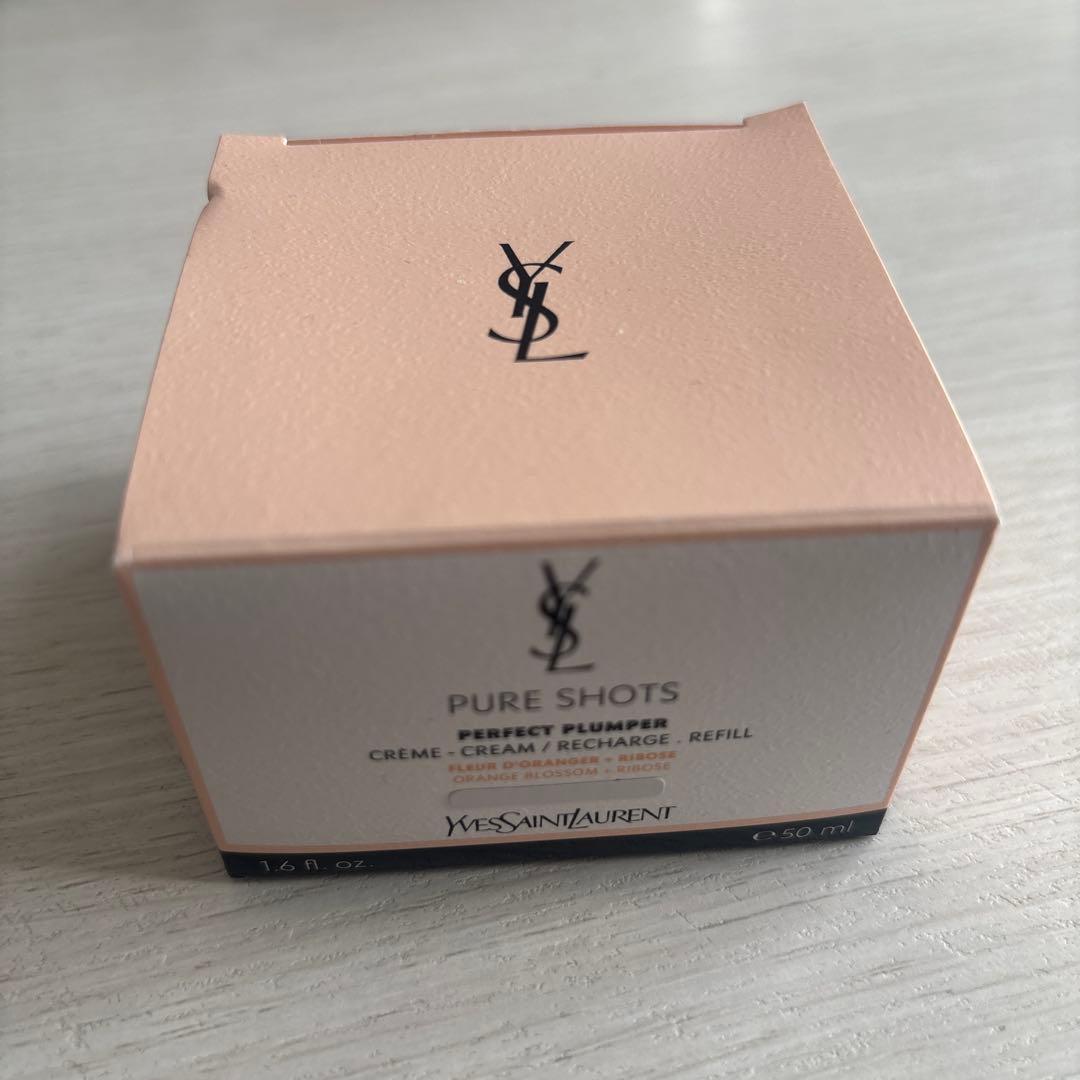 YSL
YSL
PURE SHOTS
PERFECT PLUMPER
CRÈME - CREAM / RECHARGE . REFILL
FLEUR D'ORANGER + RIBOSE
ORANGE BLOSSOM + RIBOSE
YVESSAINTLAURENT
1.6 fl. oz.
℮50 ml